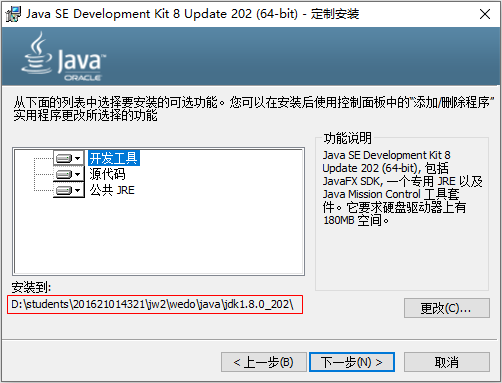 Java SE Development Kit 8 Update 202 (64-bit) - 定制安装
Java
ORACLE
从下面的列表中选择要安装的可选功能。您可以在安装后使用控制面板中的“添加/删除程序”
实用程序更改所选择的功能
开发工具
源代码
公共 JRE
功能说明
Java SE Development Kit 8
Update 202 (64-bit), 包括
JavaFX SDK, 一个专用 JRE 以及
Java Mission Control 工具套
件。它要求硬盘驱动器上有
180MB 空间。
安装到:
D:\students\201621014321\jw2\wedo\java\jdk1.8.0_202\
更改(C)...
< 上一步(B)
下一步(N) >
取消